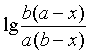 lg b(a − x)/a(b − x)